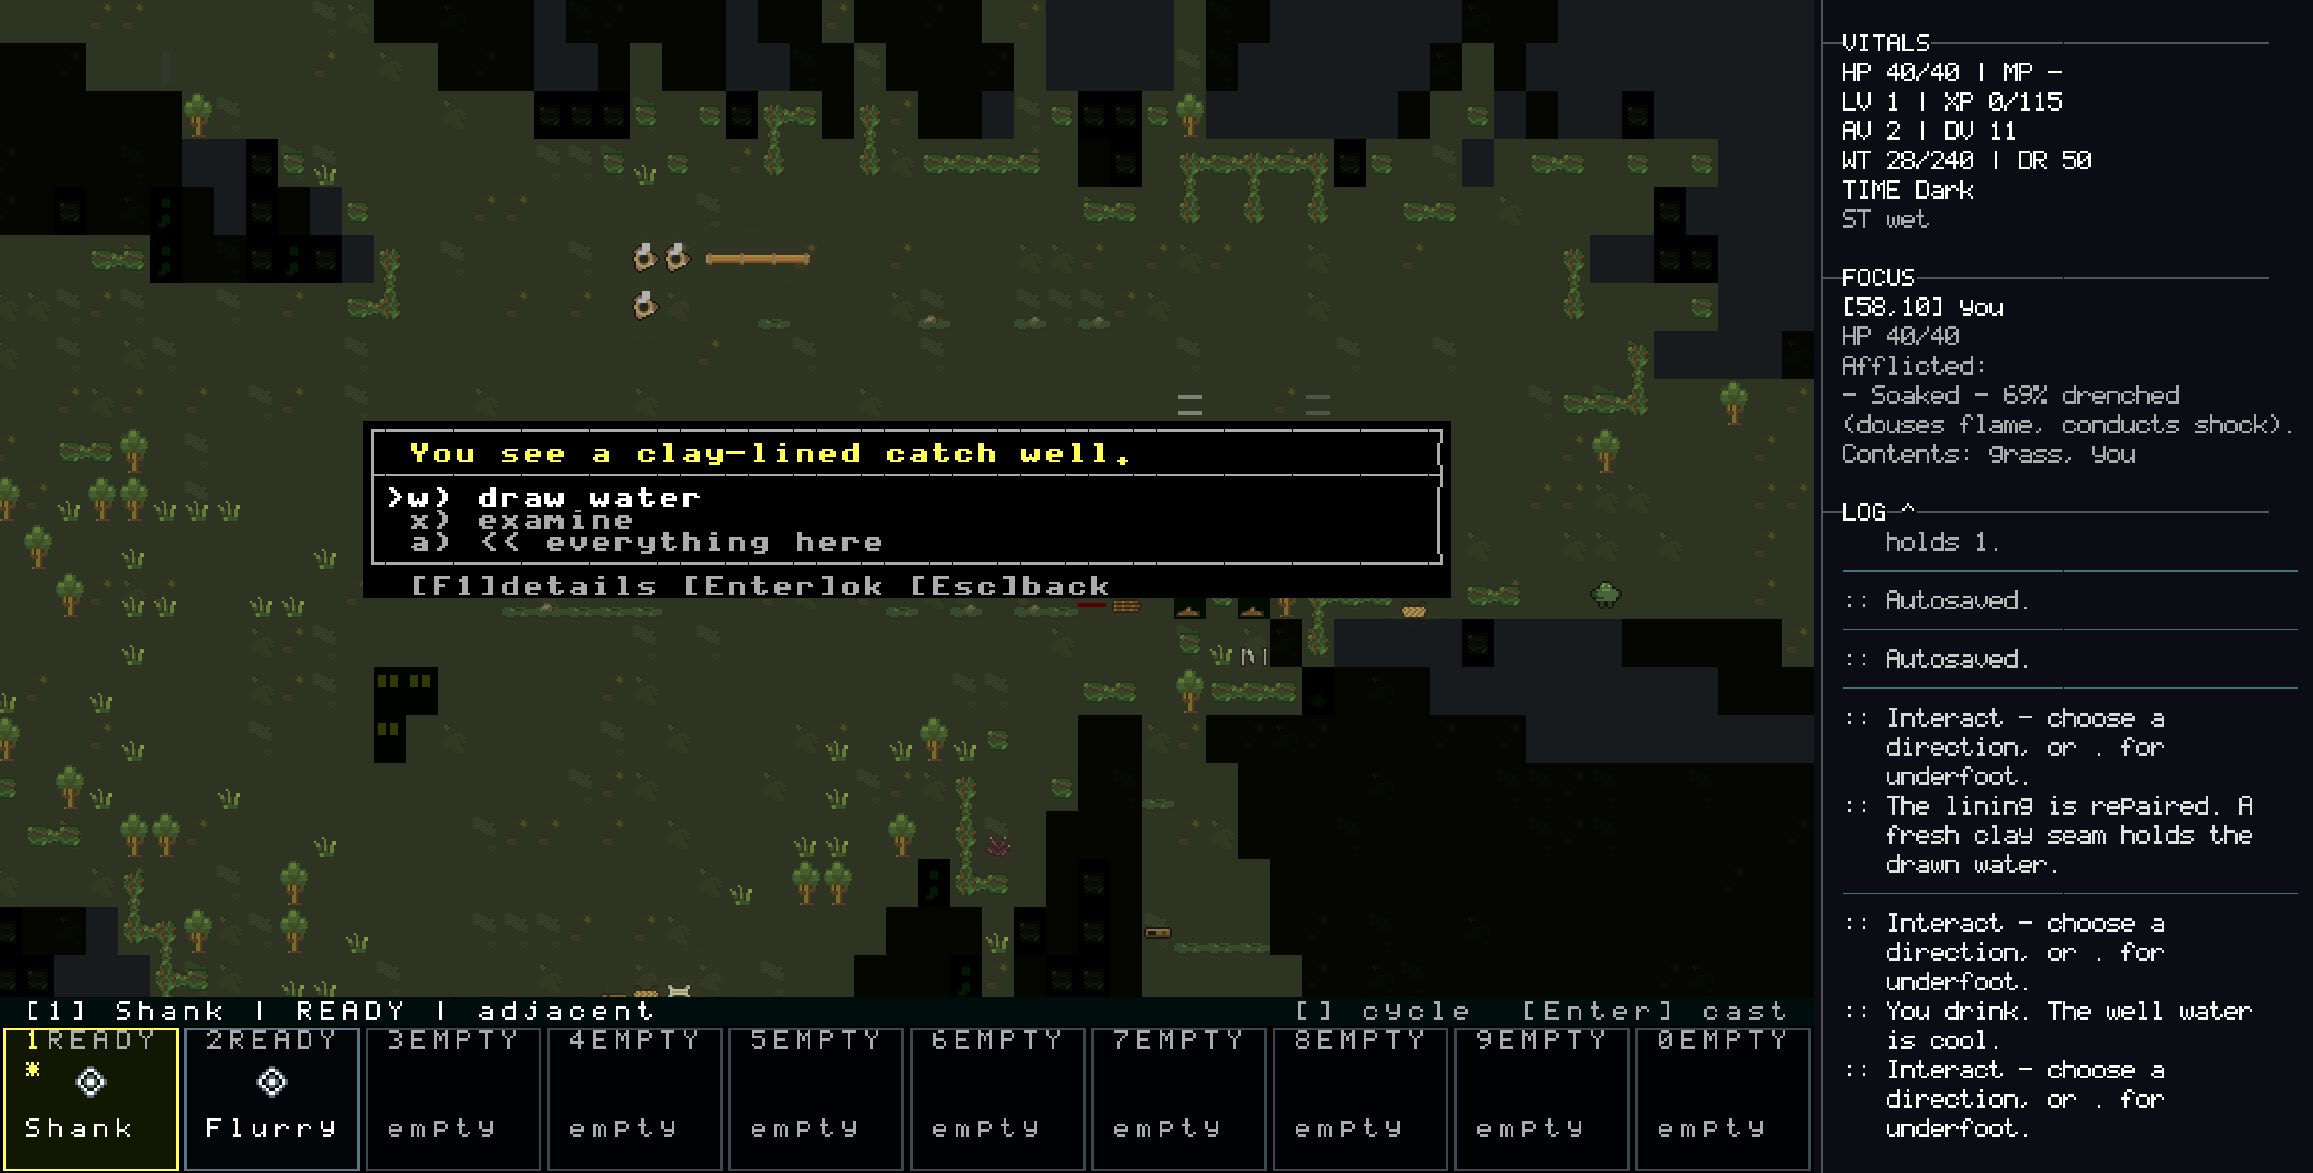 You see a clay-lined catch well.
>w) draw water
x) examine
a) << everything here
[F1]details [Enter]ok [Esc]back
[1] Shank | READY | adjacent
[] cycle [Enter] cast
1READY
*
Shank
2READY
Flurry
3EMPTY
empty
4EMPTY
empty
5EMPTY
empty
6EMPTY
empty
7EMPTY
empty
8EMPTY
empty
9EMPTY
empty
0EMPTY
empty
VITALS
HP 40/40 | MP -
LV 1 | XP 0/115
AV 2 | DV 11
WT 28/240 | DR 50
TIME Dark
ST wet
FOCUS
[58,10] You
HP 40/40
Afflicted:
- Soaked - 69% drenched
(douses flame, conducts shock).
Contents: grass, You
LOG ^
holds 1.
:: Autosaved.
:: Autosaved.
:: Interact - choose a
direction, or . for
underfoot.
:: The lining is repaired. A
fresh clay seam holds the
drawn water.
:: Interact - choose a
direction, or . for
underfoot.
:: You drink. The well water
is cool.
:: Interact - choose a
direction, or . for
underfoot.